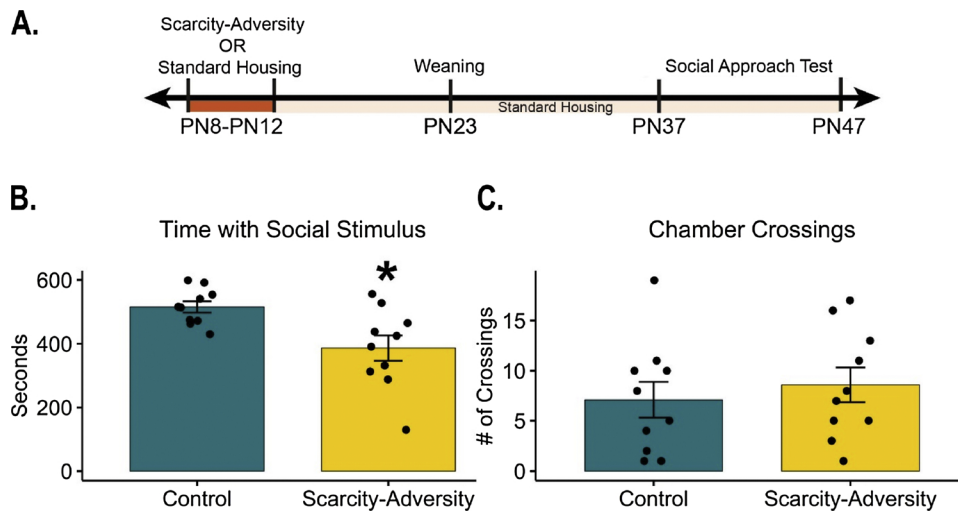 A.
Scarcity-Adversity
OR
Standard Housing
Weaning
Social Approach Test
Standard Housing
PN8-PN12
PN23
PN37
PN47
B.
Time with Social Stimulus
*
600
400
200
0
Seconds
Control
Scarcity-Adversity
C.
Chamber Crossings
15
10
5
0
# of Crossings
Control
Scarcity-Adversity